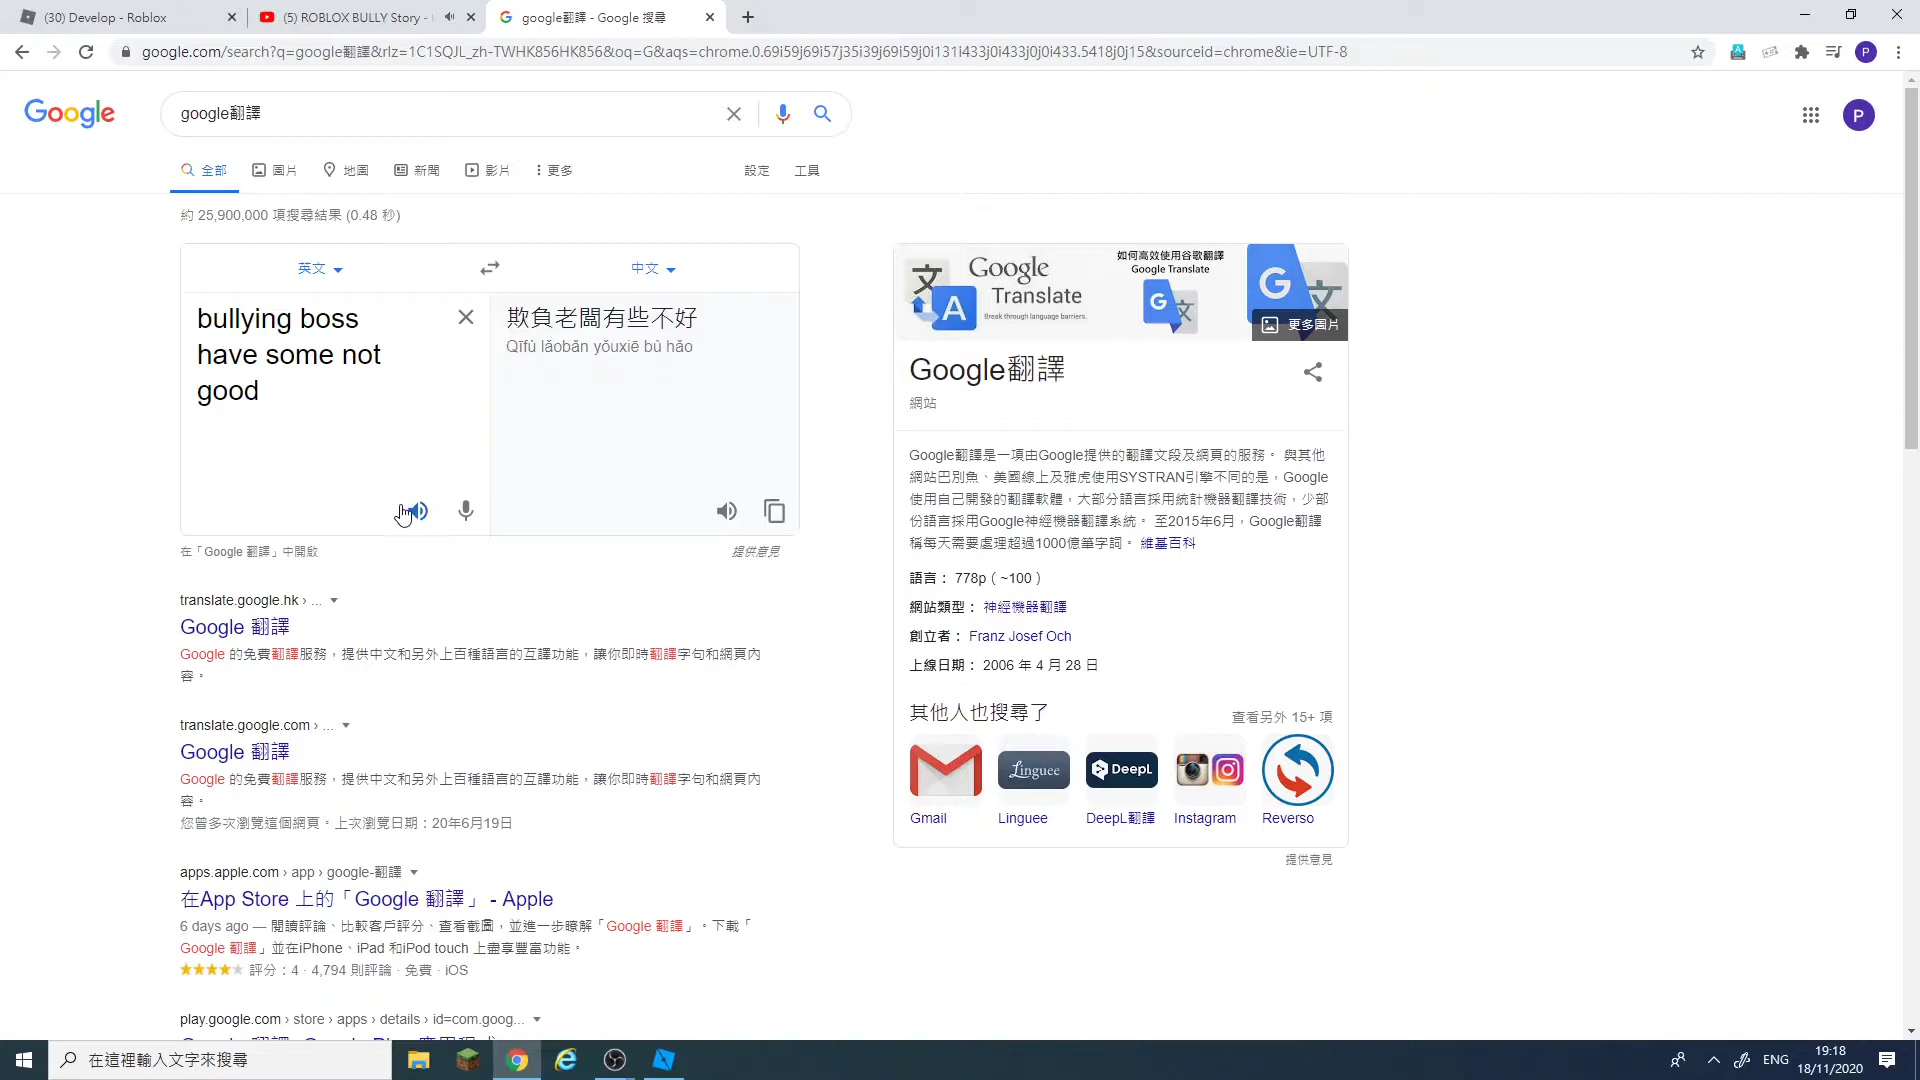 (30) Develop - Roblox
(5) ROBLOX BULLY Story -
google翻譯 - Google 搜尋
google.com/search?q=google翻譯&rlz=1C1SQJL_zh-TWHK856HK856&oq=G&aqs=chrome.0.69i59j69i57j35i39j69i59j0i131i433j0i433j0j0i433.5418j0j15&sourceid=chrome&ie=UTF-8
P
Google
google翻譯
P
全部
圖片
地圖
新聞
影片
更多
設定
工具
約 25,900,000 項搜尋結果 (0.48 秒)
英文
中文
bullying boss
have some not
good
欺負老闆有些不好
Qīfù lǎobǎn yǒuxiē bù hǎo
在「Google 翻譯」中開啟
提供意見
translate.google.hk › ...
Google 翻譯
Google 的免費翻譯服務，提供中文和另外上百種語言的互譯功能，讓你即時翻譯字句和網頁內
容。
translate.google.com › ...
Google 翻譯
Google 的免費翻譯服務，提供中文和另外上百種語言的互譯功能，讓你即時翻譯字句和網頁內
容。
您曾多次瀏覽這個網頁。上次瀏覽日期：20年6月19日
apps.apple.com › app › google-翻譯
在App Store 上的「Google 翻譯」 - Apple
6 days ago — 閱讀評論、比較客戶評分、查看截圖，並進一步瞭解「Google 翻譯」。下載「
Google 翻譯」並在iPhone、iPad 和iPod touch 上盡享豐富功能。
評分：4 · 4,794 則評論 · 免費 · iOS
play.google.com › store › apps › details › id=com.goog...
文
A
Google
Translate
Break through language barriers.
如何高效使用谷歌翻譯
Google Translate
G
G
更多圖片
Google翻譯
網站
Google翻譯是一項由Google提供的翻譯文段及網頁的服務。 與其他
網站巴別魚、美國線上及雅虎使用SYSTRAN引擎不同的是，Google
使用自己開發的翻譯軟體，大部分語言採用統計機器翻譯技術，少部
份語言採用Google神經機器翻譯系統。 至2015年6月，Google翻譯
稱每天需要處理超過1000億筆字詞。 維基百科
語言： 778p（ ~100 ）
網站類型： 神經機器翻譯
創立者： Franz Josef Och
上線日期： 2006 年 4 月 28 日
其他人也搜尋了
查看另外 15+ 項
Linguee
DeepL
Gmail
Linguee
DeepL翻譯
Instagram
Reverso
提供意見
在這裡輸入文字來搜尋
ENG
19:18
18/11/2020